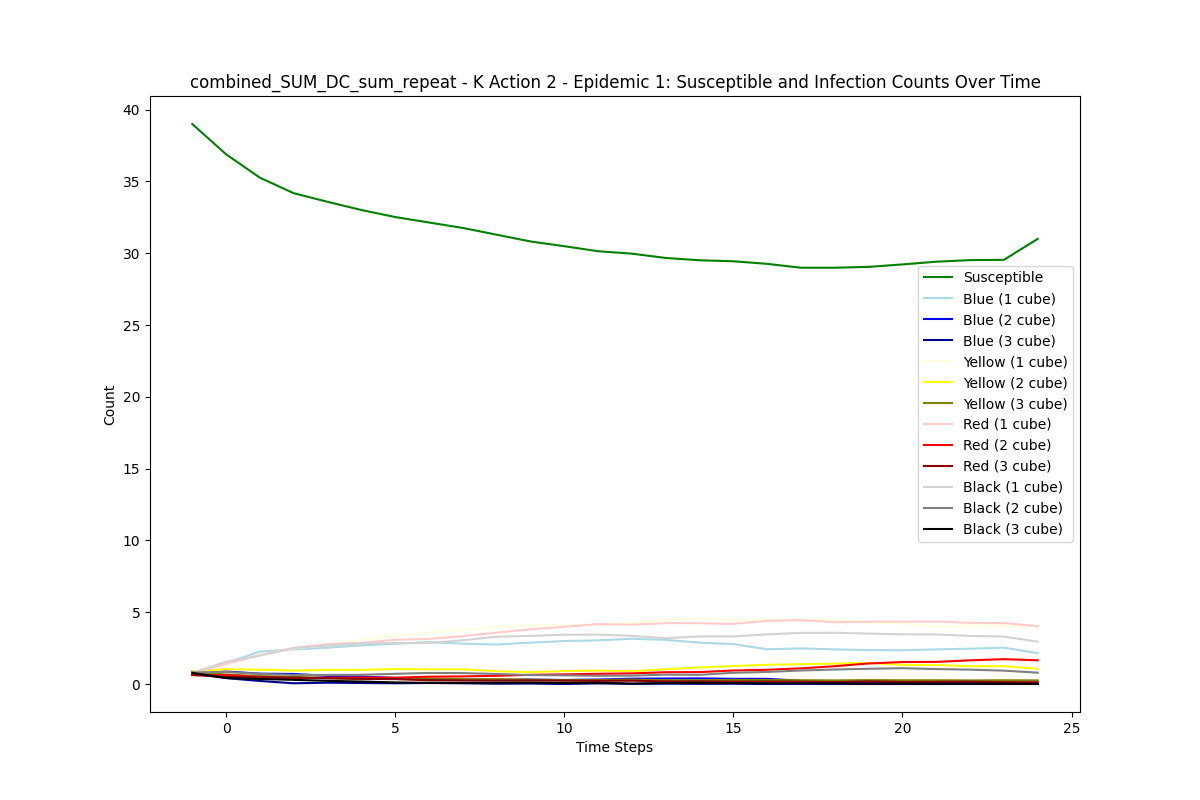 combined_SUM_DC_sum_repeat - K Action 2 - Epidemic 1: Susceptible and Infection Counts Over Time
40
35
30
25
20
15
10
5
0
Count
Susceptible
Blue (1 cube)
Blue (2 cube)
Blue (3 cube)
Yellow (1 cube)
Yellow (2 cube)
Yellow (3 cube)
Red (1 cube)
Red (2 cube)
Red (3 cube)
Black (1 cube)
Black (2 cube)
Black (3 cube)
0 5 10 15 20 25
Time Steps